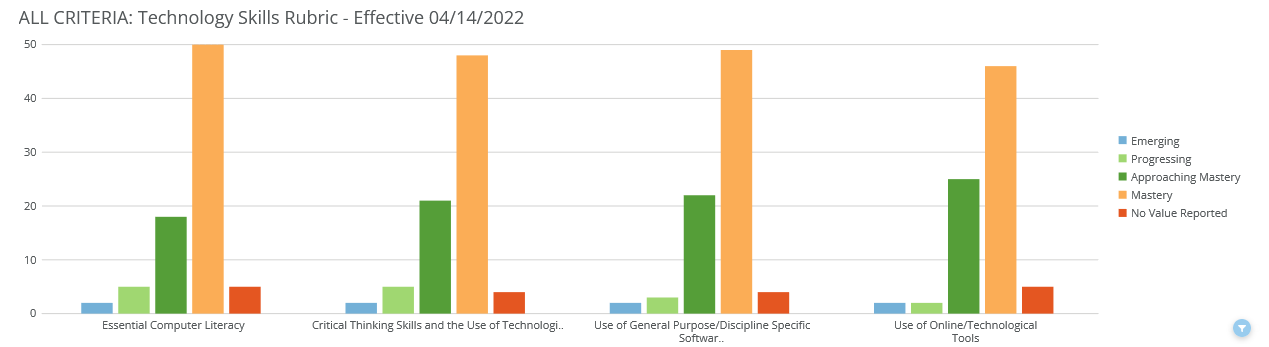 ALL CRITERIA: Technology Skills Rubric - Effective 04/14/2022
50
40
30
20
10
0
Essential Computer Literacy
Critical Thinking Skills and the Use of Technologi..
Use of General Purpose/Discipline Specific
Softwar..
Use of Online/Technological
Tools
Emerging
Progressing
Approaching Mastery
Mastery
No Value Reported